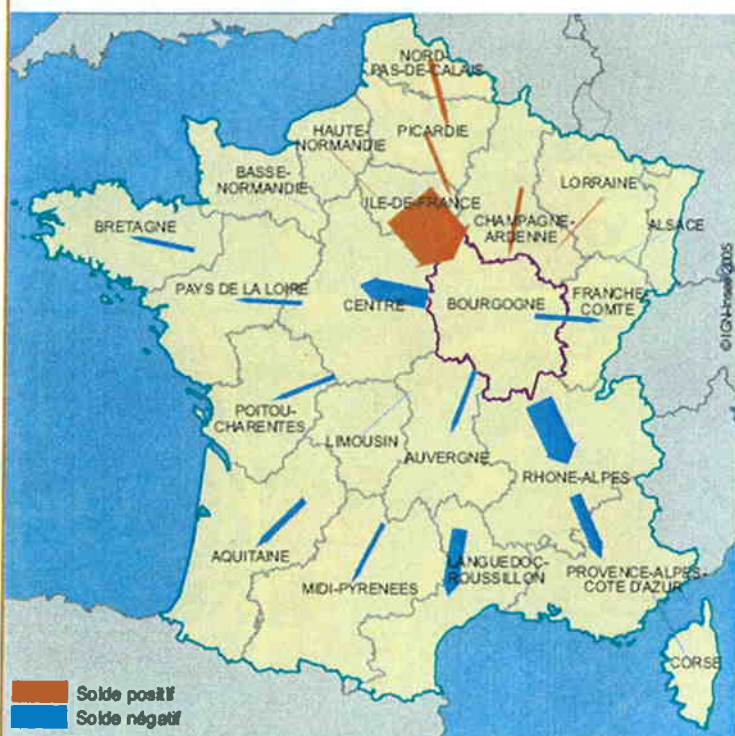 NORD-
PAS-DE-CALAIS
HAUTE-
NORMANDIE
PICARDIE
BASSE-
NORMANDIE
ILE-DE-FRANCE
LORRAINE
CHAMPAGNE-
ARDENNE
ALSACE
BRETAGNE
PAYS DE LA LOIRE
CENTRE
BOURGOGNE
FRANCHE-
COMTE
POITOU-
CHARENTES
LIMOUSIN
AUVERGNE
RHONE-ALPES
AQUITAINE
MIDI-PYRENEES
LANGUEDOC-
ROUSSILLON
PROVENCE-ALPES-
COTE D'AZUR
CORSE
©IGN-Insee 2005
Solde positif
Solde négatif